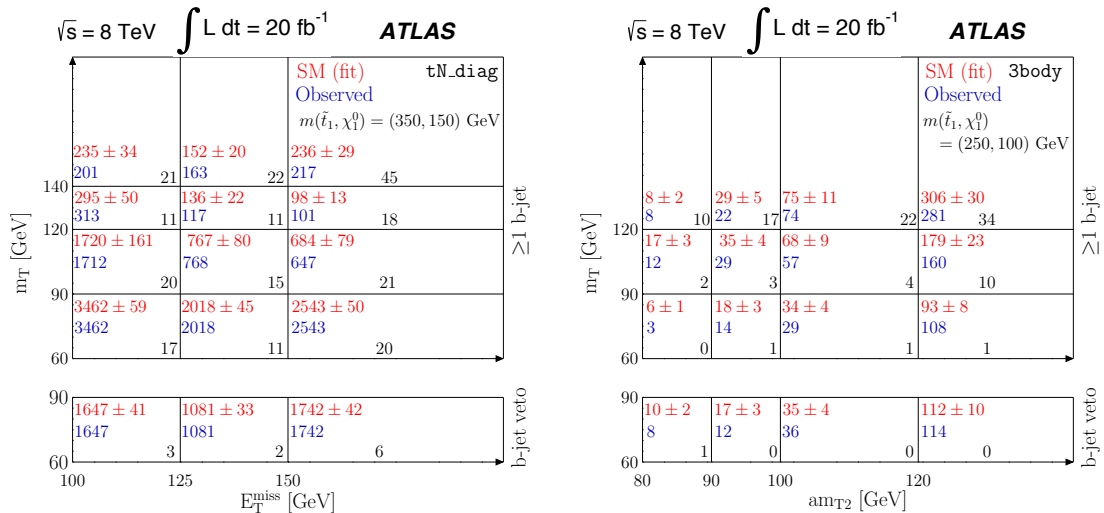 √s = 8 TeV ∫ L dt = 20 fb⁻¹ ATLAS
SM (fit) tN_diag
Observed
m(t̃₁, χ₁⁰) = (350, 150) GeV
235 ± 34 152 ± 20 236 ± 29
201 21 163 22 217 45
140
295 ± 50 136 ± 22 98 ± 13
313 11 117 11 101 18
120
1720 ± 161 767 ± 80 684 ± 79
1712 768 647
20 15 21
90
3462 ± 59 2018 ± 45 2543 ± 50
3462 2018 2543
17 11 20
60
m_T [GeV]
≥1 b-jet
90
1647 ± 41 1081 ± 33 1742 ± 42
1647 1081 1742
3 2 6
60
b-jet veto
100 125 150
E_T^miss [GeV]
√s = 8 TeV ∫ L dt = 20 fb⁻¹ ATLAS
SM (fit) 3body
Observed
m(t̃₁, χ₁⁰)
= (250, 100) GeV
140
8 ± 2 29 ± 5 75 ± 11 306 ± 30
8 10 22 17 74 22 281 34
120
17 ± 3 35 ± 4 68 ± 9 179 ± 23
12 29 57 160
2 3 4 10
90
6 ± 1 18 ± 3 34 ± 4 93 ± 8
3 14 29 108
0 1 1 1
60
m_T [GeV]
≥1 b-jet
90
10 ± 2 17 ± 3 35 ± 4 112 ± 10
8 12 36 114
1 0 0 0
60
b-jet veto
80 90 100 120
am_T2 [GeV]